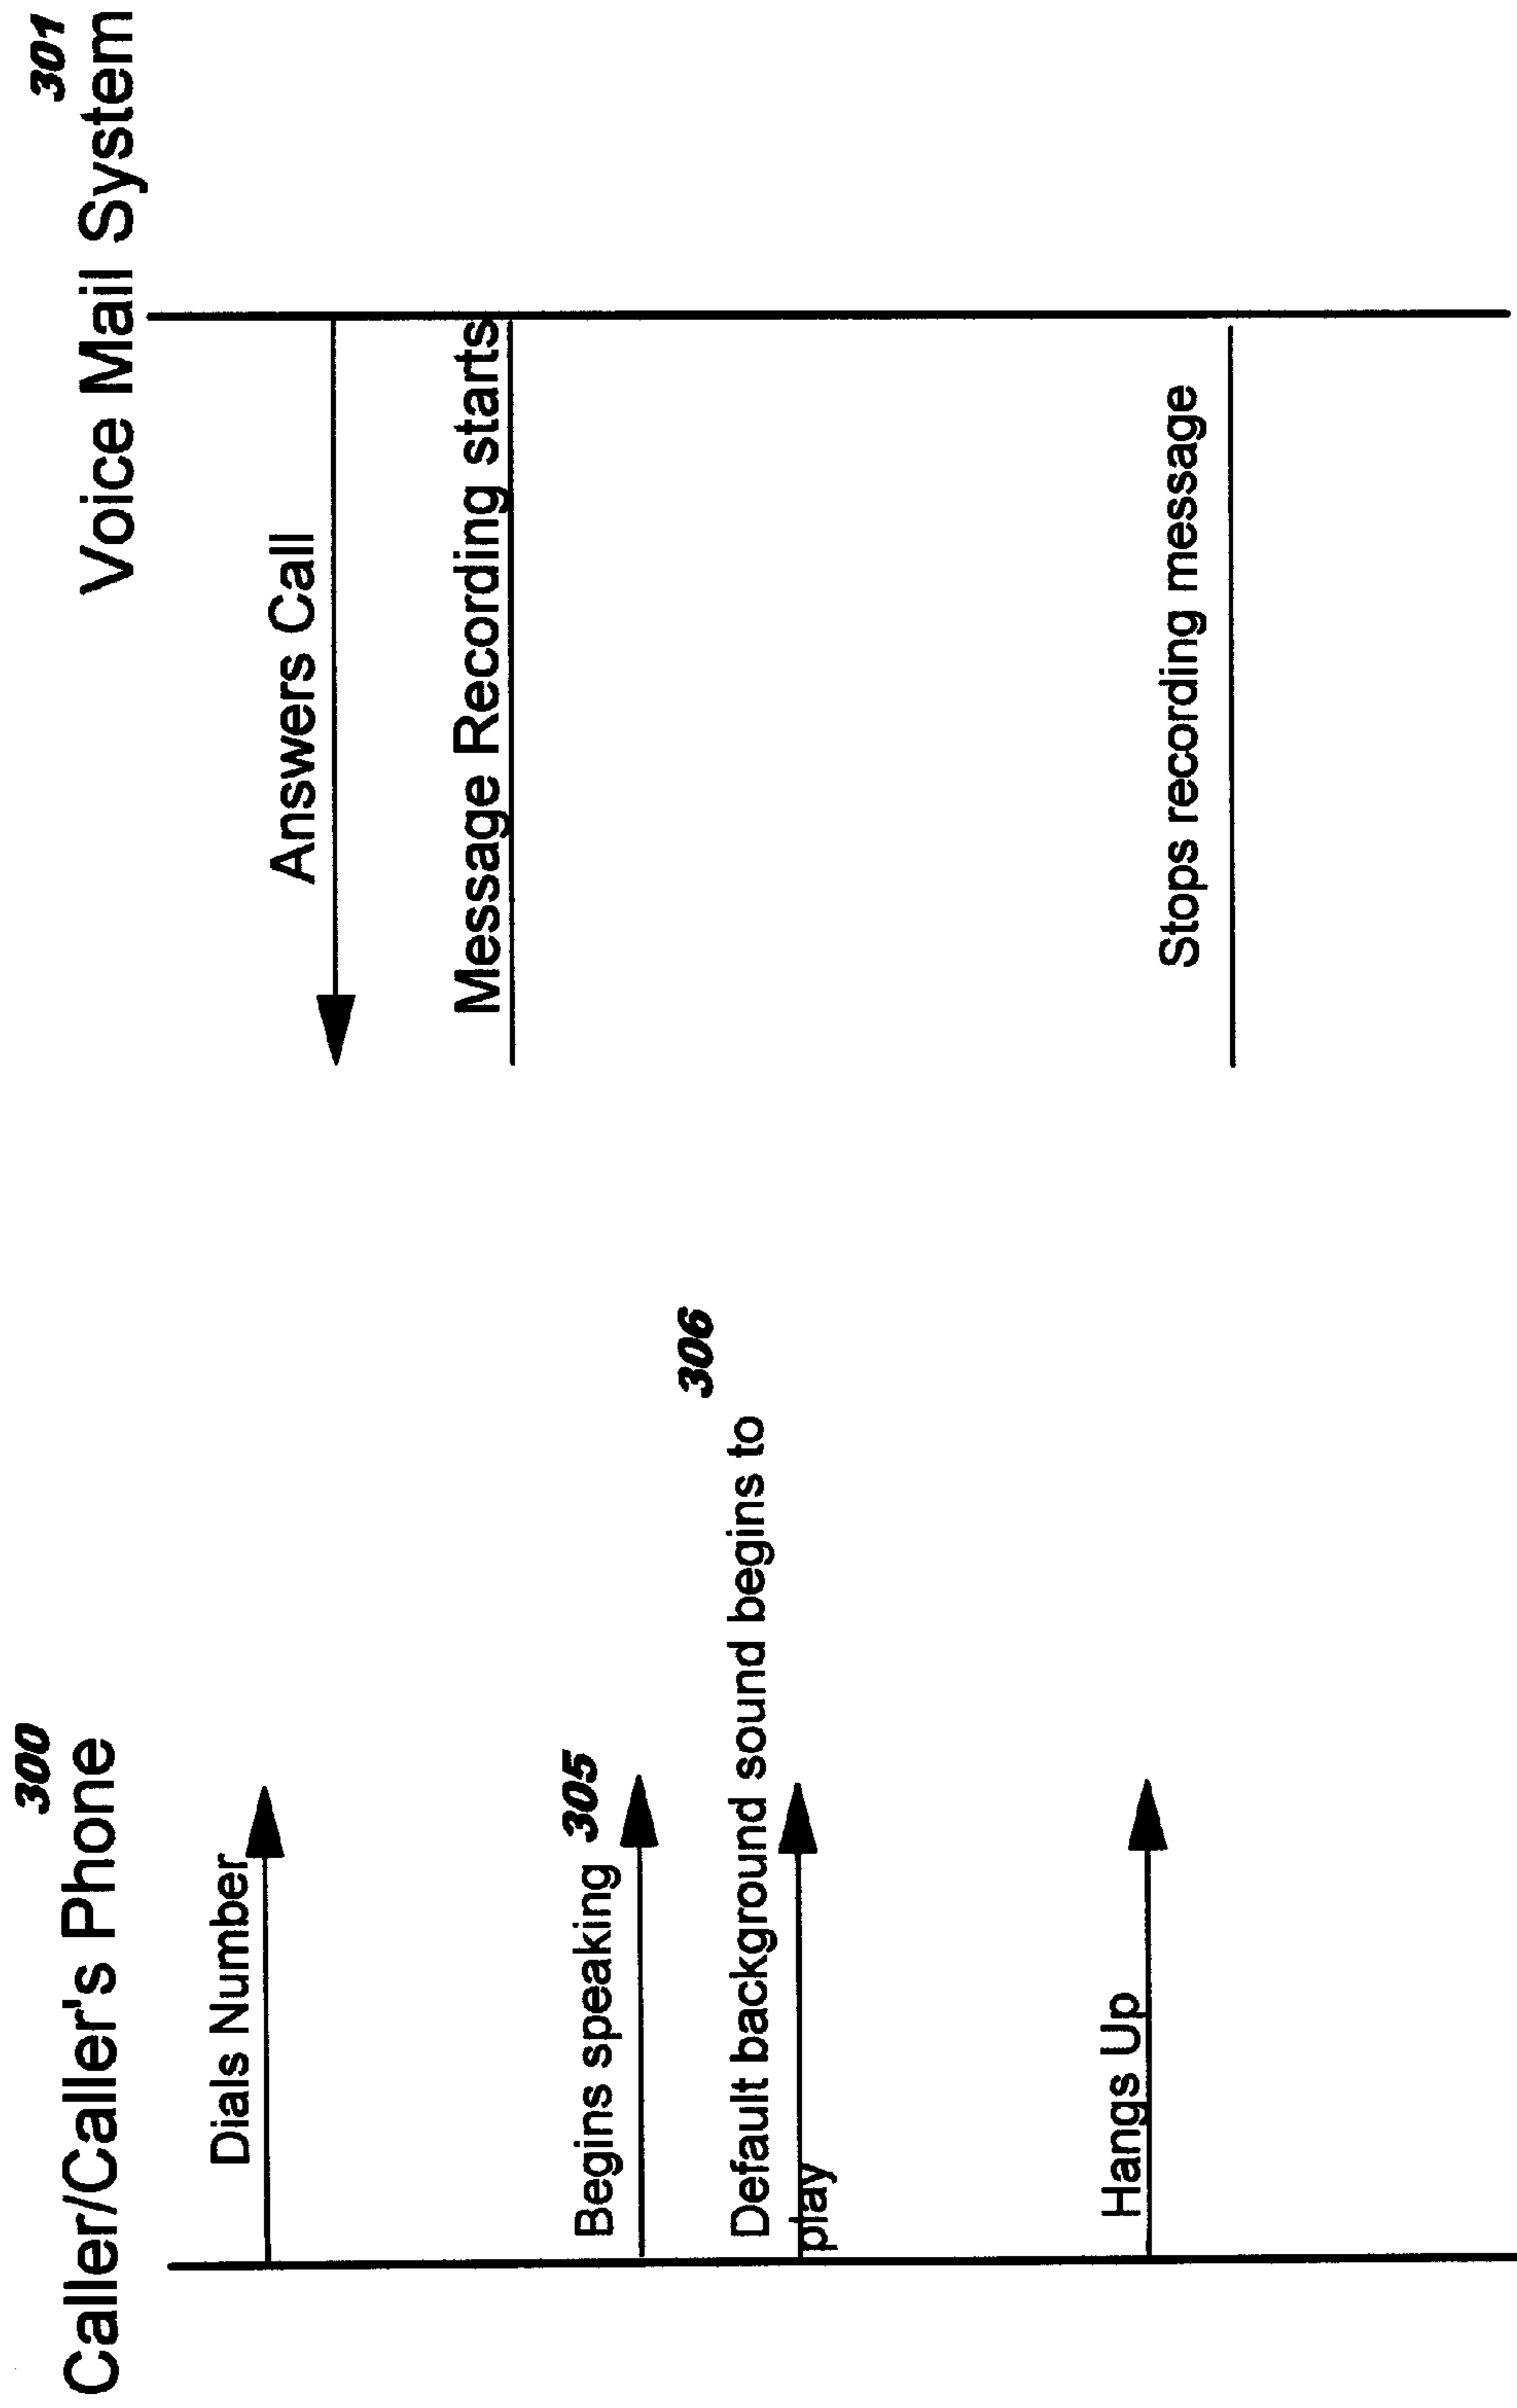 300
Caller/Caller's Phone
301
Voice Mail System
Dials Number
Answers Call
Message Recording starts
Begins speaking 305
306
Default background sound begins to
play
Hangs Up
Stops recording message